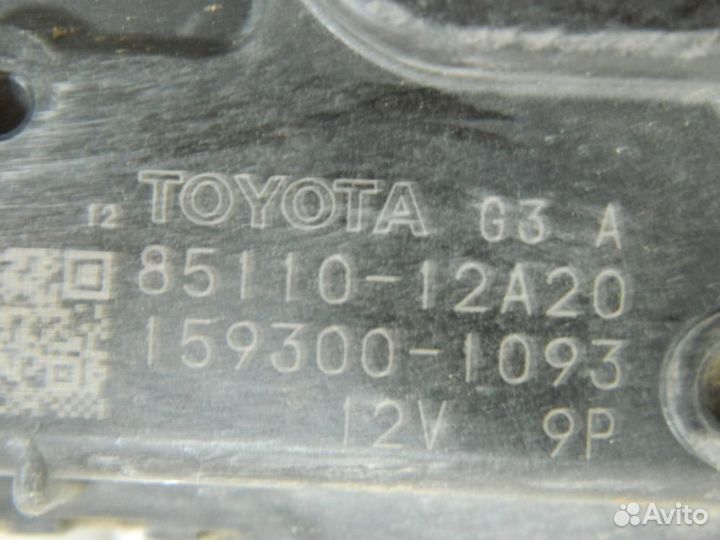 12 TOYOTA G3 A
85110-12A20
159300-1093
12V 9P
Avito